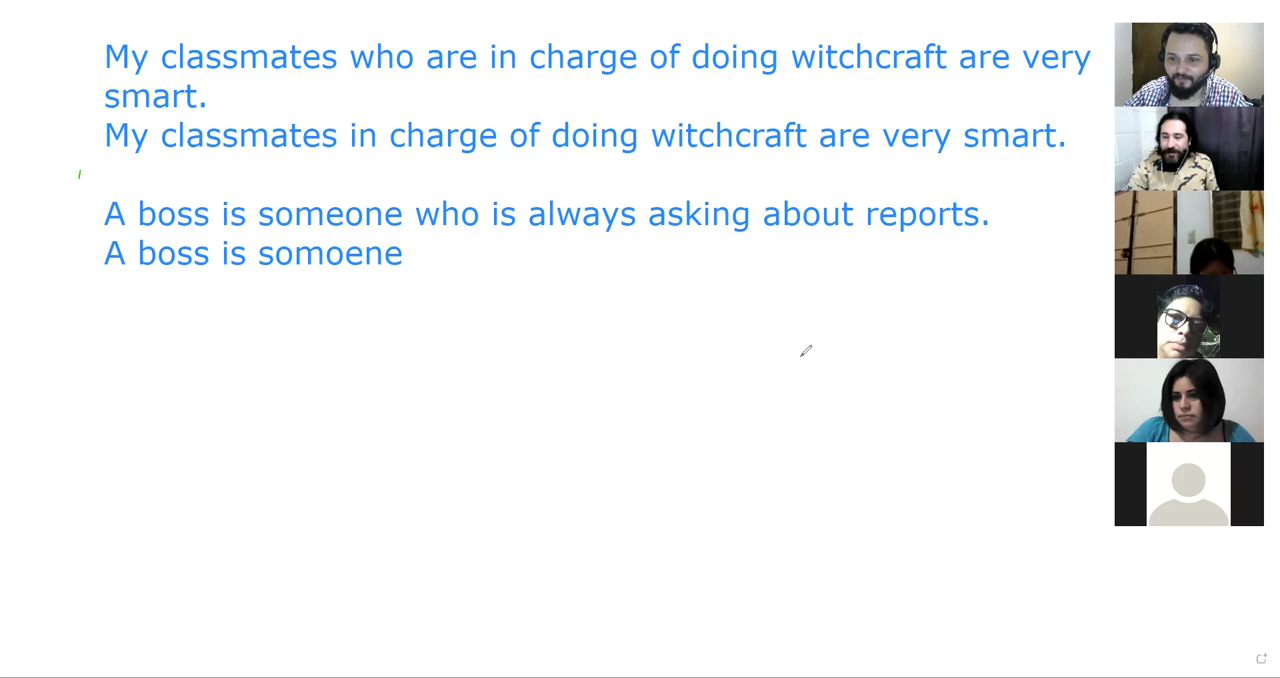 My classmates who are in charge of doing witchcraft are very
smart.
My classmates in charge of doing witchcraft are very smart.
A boss is someone who is always asking about reports.
A boss is somoene